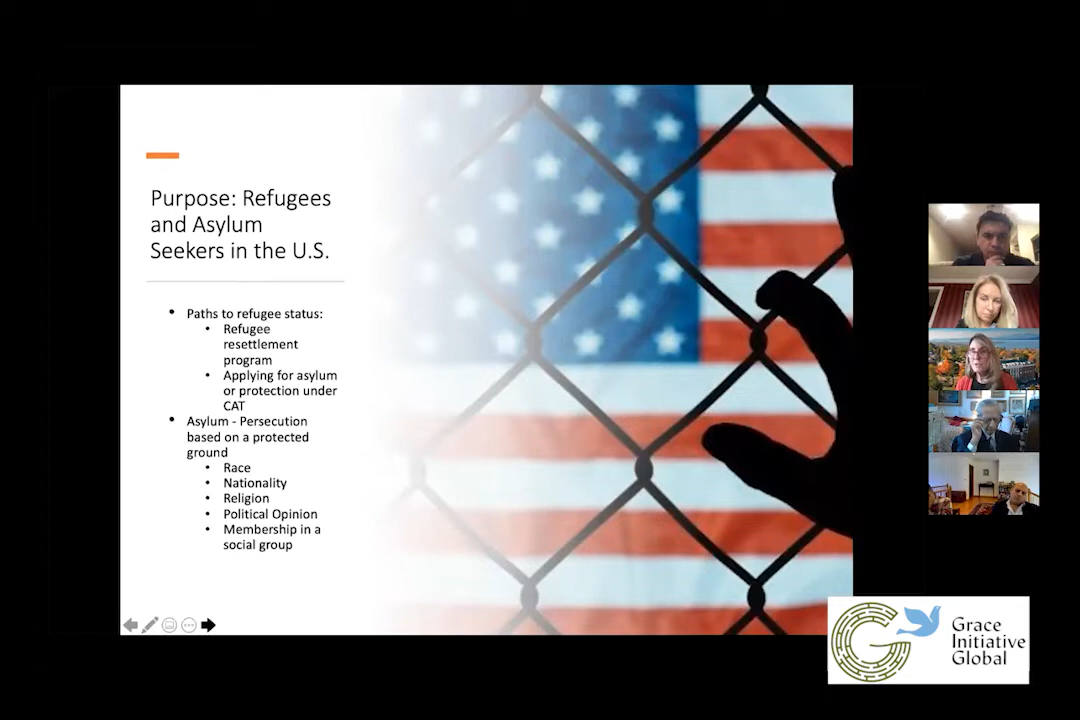 Purpose: Refugees
and Asylum
Seekers in the U.S.
• Paths to refugee status:
• Refugee
resettlement
program
• Applying for asylum
or protection under
CAT
• Asylum - Persecution
based on a protected
ground
• Race
• Nationality
• Religion
• Political Opinion
• Membership in a
social group
Grace
Initiative
Global